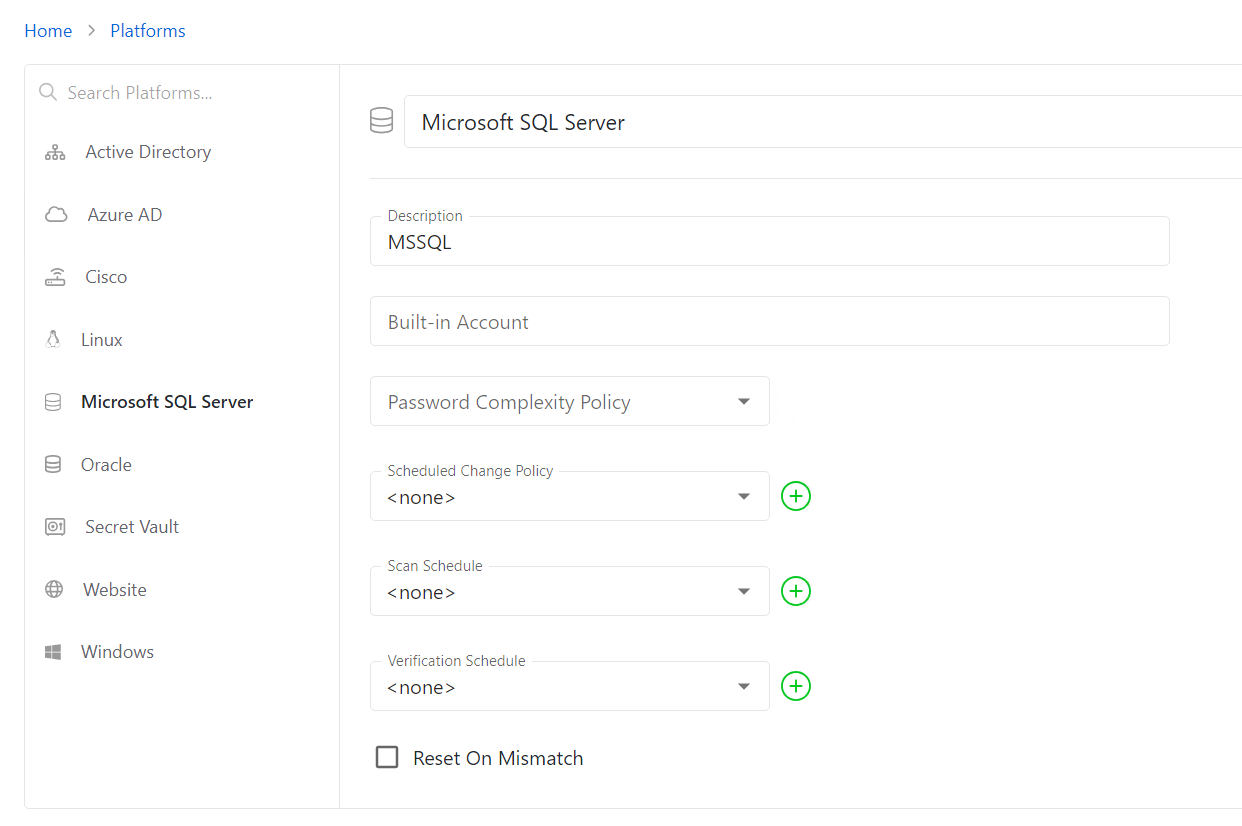 Home > Platforms
Search Platforms...
Active Directory
Azure AD
Cisco
Linux
Microsoft SQL Server
Oracle
Secret Vault
Website
Windows
Microsoft SQL Server
Description
MSSQL
Built-in Account
Password Complexity Policy
Scheduled Change Policy
<none>
Scan Schedule
<none>
Verification Schedule
<none>
Reset On Mismatch